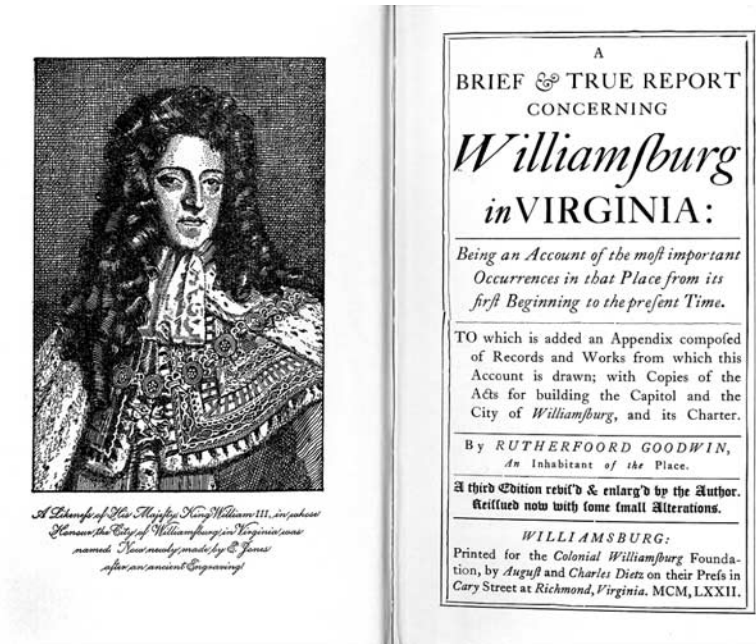 A Likeneſs of His Majeſty King William III, in whose
Honour the City of Williamsburg in Virginia was
named: Now newly made by E. Jones
after an ancient Engraving
A
BRIEF & TRUE REPORT
CONCERNING
Williamſburg
in VIRGINIA:
Being an Account of the moſt important
Occurrences in that Place from its
firſt Beginning to the preſent Time.
TO which is added an Appendix compoſed
of Records and Works from which this
Account is drawn; with Copies of the
Acts for building the Capitol and the
City of Williamſburg, and its Charter.
By RUTHERFOORD GOODWIN,
An Inhabitant of the Place.
A third Edition reviſ'd & enlarg'd by the Author.
Reiſſued now with ſome ſmall Alterations.
WILLIAMSBURG:
Printed for the Colonial Williamſburg Founda-
tion, by Auguſt and Charles Dietz on their Preſs in
Cary Street at Richmond, Virginia. MCM,LXXII.